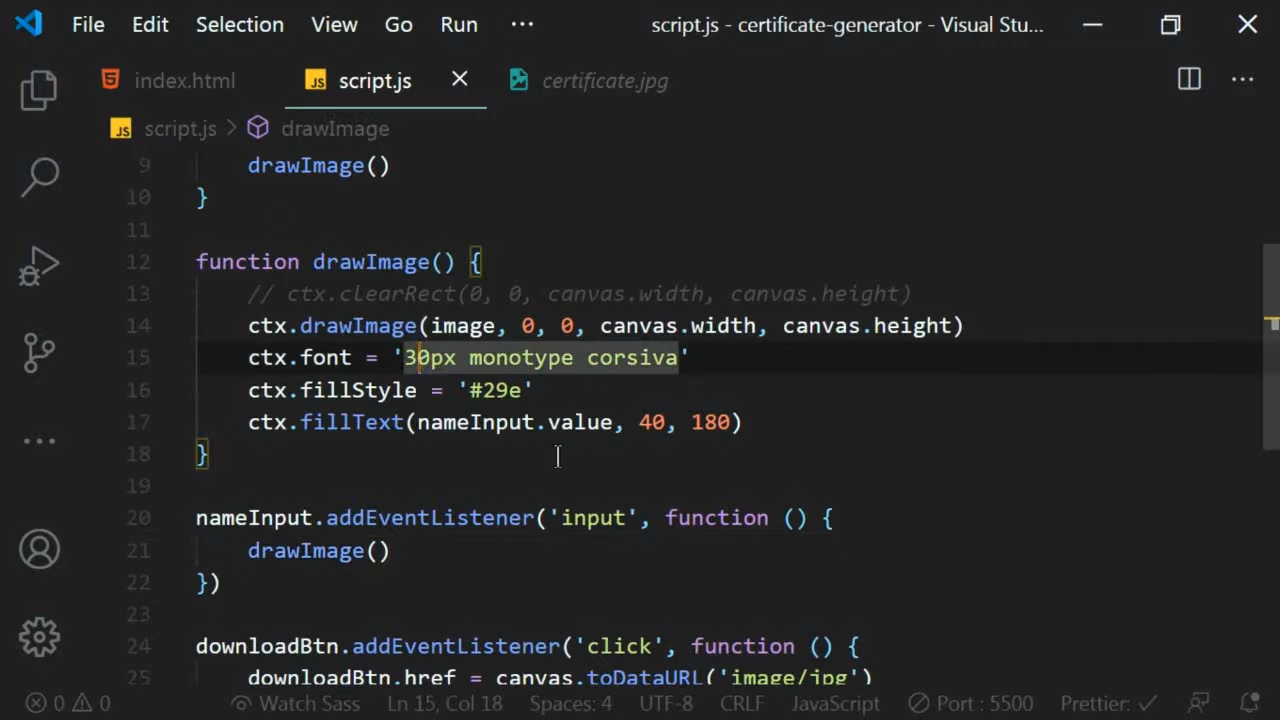 File Edit Selection View Go Run ··· script.js - certificate-generator - Visual Stu...
index.html JS script.js certificate.jpg ···
JS script.js > drawImage
9 drawImage()
10 }
11
12 function drawImage() {
13 // ctx.clearRect(0, 0, canvas.width, canvas.height)
14 ctx.drawImage(image, 0, 0, canvas.width, canvas.height)
15 ctx.font = '30px monotype corsiva'
16 ctx.fillStyle = '#29e'
17 ctx.fillText(nameInput.value, 40, 180)
18 }
19
20 nameInput.addEventListener('input', function () {
21 drawImage()
22 })
23
24 downloadBtn.addEventListener('click', function () {
25 downloadBtn.href = canvas.toDataURL('image/jpg')
0 0 Watch Sass Ln 15, Col 18 Spaces: 4 UTF-8 CRLF JavaScript Port : 5500 Prettier: ✓